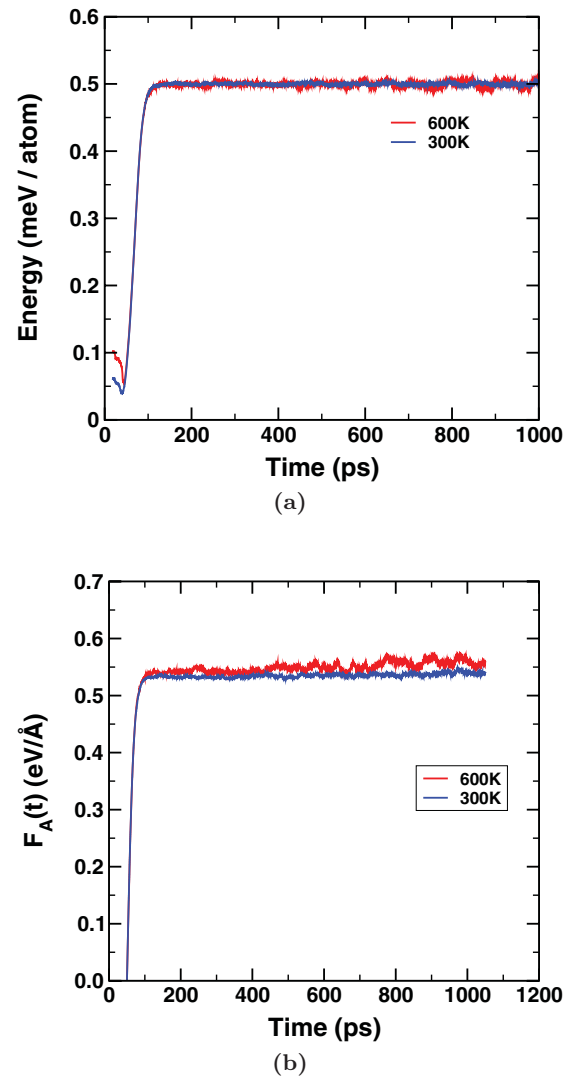 0.6
0.5
0.4
0.3
0.2
0.1
0
Energy (meV / atom)
600K
300K
0 200 400 600 800 1000
Time (ps)
(a)
0.7
0.6
0.5
0.4
0.3
0.2
0.1
0.0
F_A(t) (eV/Å)
600K
300K
0 200 400 600 800 1000 1200
Time (ps)
(b)